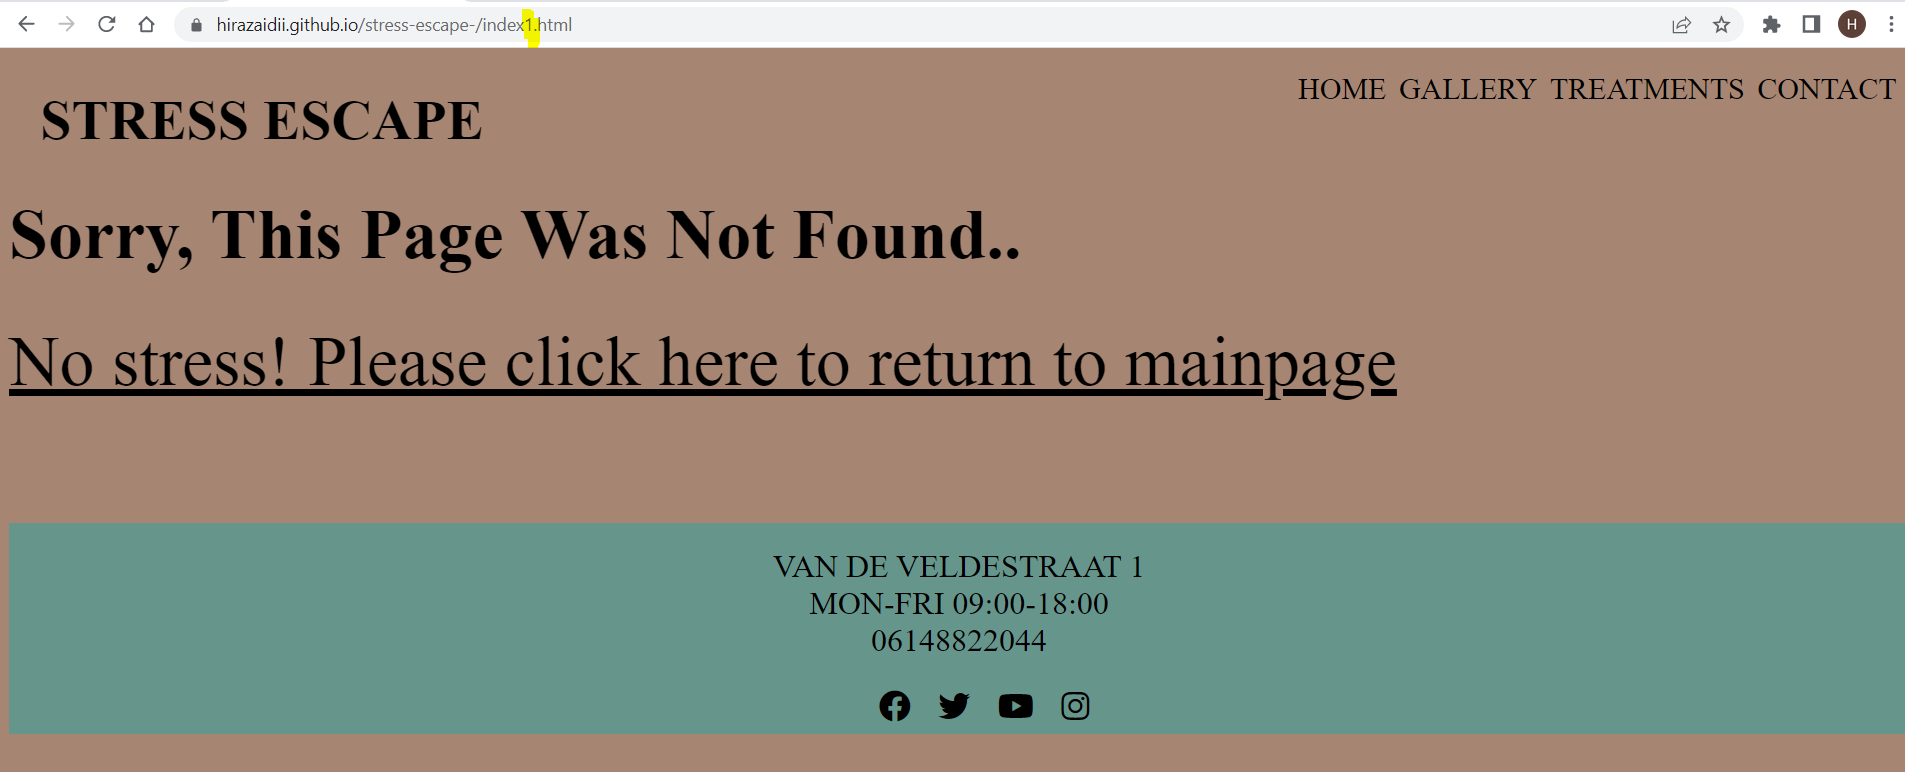 hirazaidii.github.io/stress-escape-/index1.html
H
HOME GALLERY TREATMENTS CONTACT
STRESS ESCAPE
Sorry, This Page Was Not Found..
No stress! Please click here to return to mainpage
VAN DE VELDESTRAAT 1
MON-FRI 09:00-18:00
06148822044